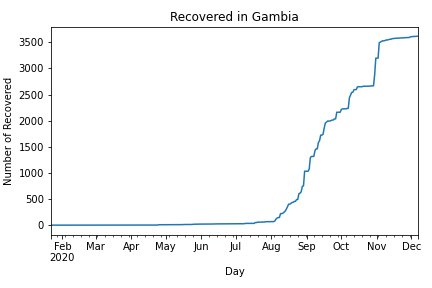 Recovered in Gambia
Number of Recovered
3500
3000
2500
2000
1500
1000
500
0
Feb Mar Apr May Jun Jul Aug Sep Oct Nov Dec
2020
Day